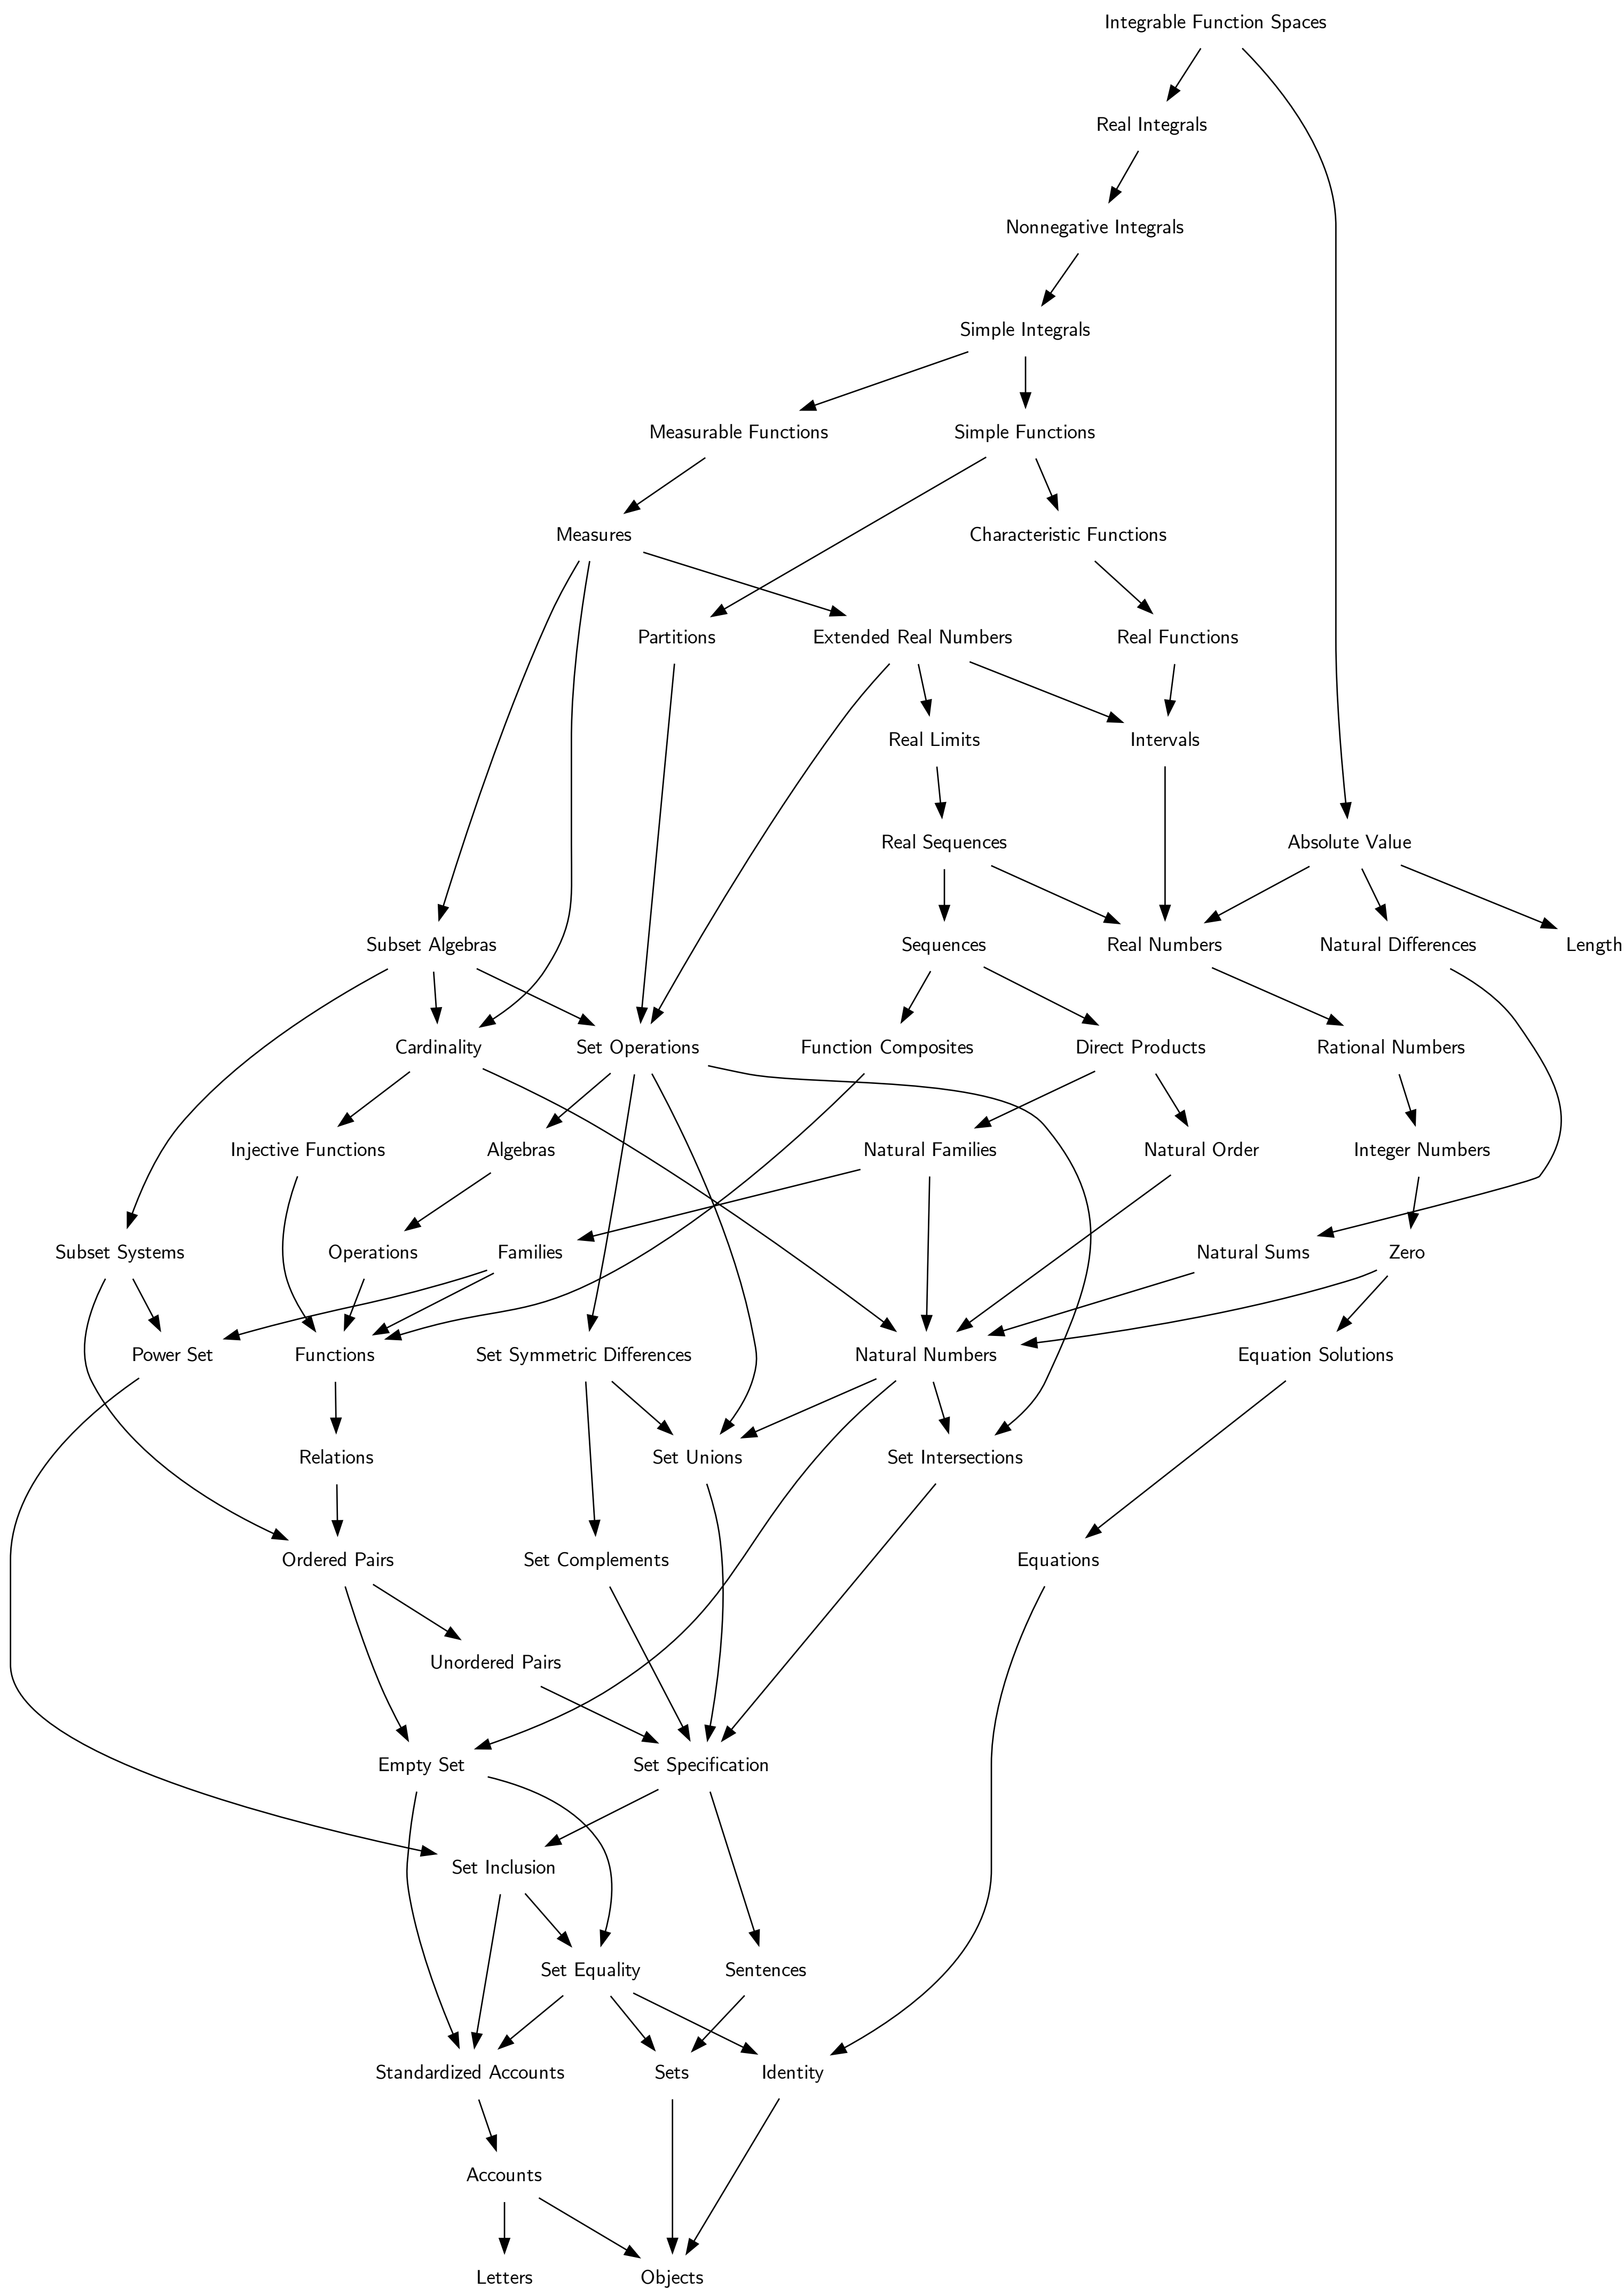 Integrable Function Spaces
Real Integrals
Nonnegative Integrals
Simple Integrals
Measurable Functions
Simple Functions
Measures
Characteristic Functions
Partitions
Extended Real Numbers
Real Functions
Real Limits
Intervals
Real Sequences
Absolute Value
Subset Algebras
Sequences
Real Numbers
Natural Differences
Length
Cardinality
Set Operations
Function Composites
Direct Products
Rational Numbers
Injective Functions
Algebras
Natural Families
Natural Order
Integer Numbers
Subset Systems
Operations
Families
Natural Sums
Zero
Power Set
Functions
Set Symmetric Differences
Natural Numbers
Equation Solutions
Relations
Set Unions
Set Intersections
Ordered Pairs
Set Complements
Equations
Unordered Pairs
Empty Set
Set Specification
Set Inclusion
Set Equality
Sentences
Standardized Accounts
Sets
Identity
Accounts
Letters
Objects